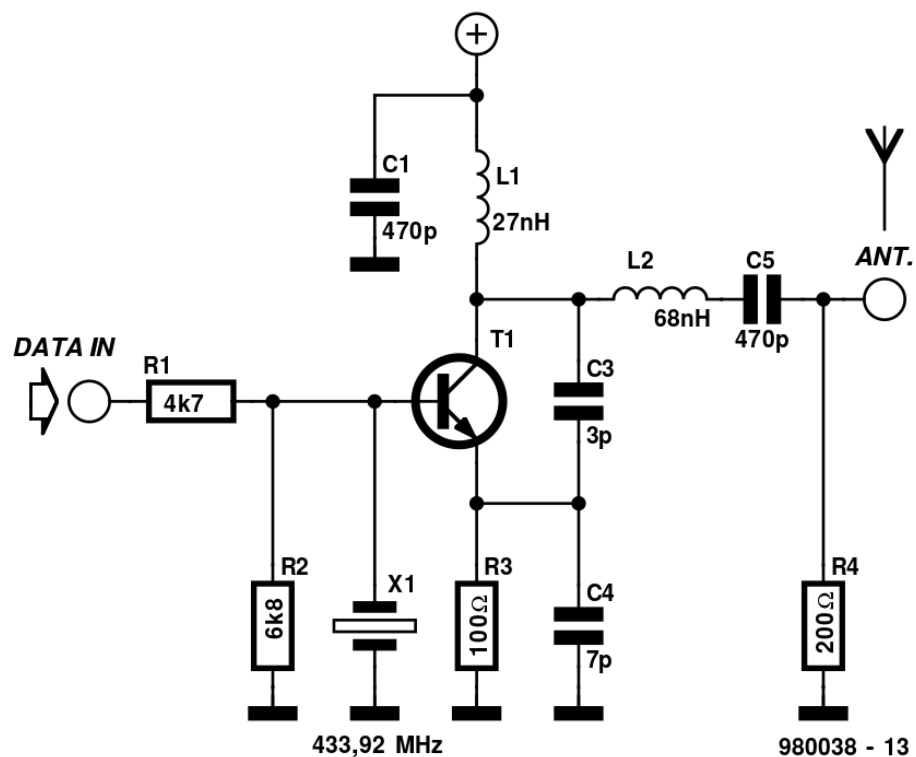 C1
470p
L1
27nH
ANT.
L2
68nH
C5
470p
DATA IN
R1
4k7
T1
C3
3p
R2
6k8
X1
R3
100Ω
C4
7p
R4
200Ω
433,92 MHz
980038 - 13